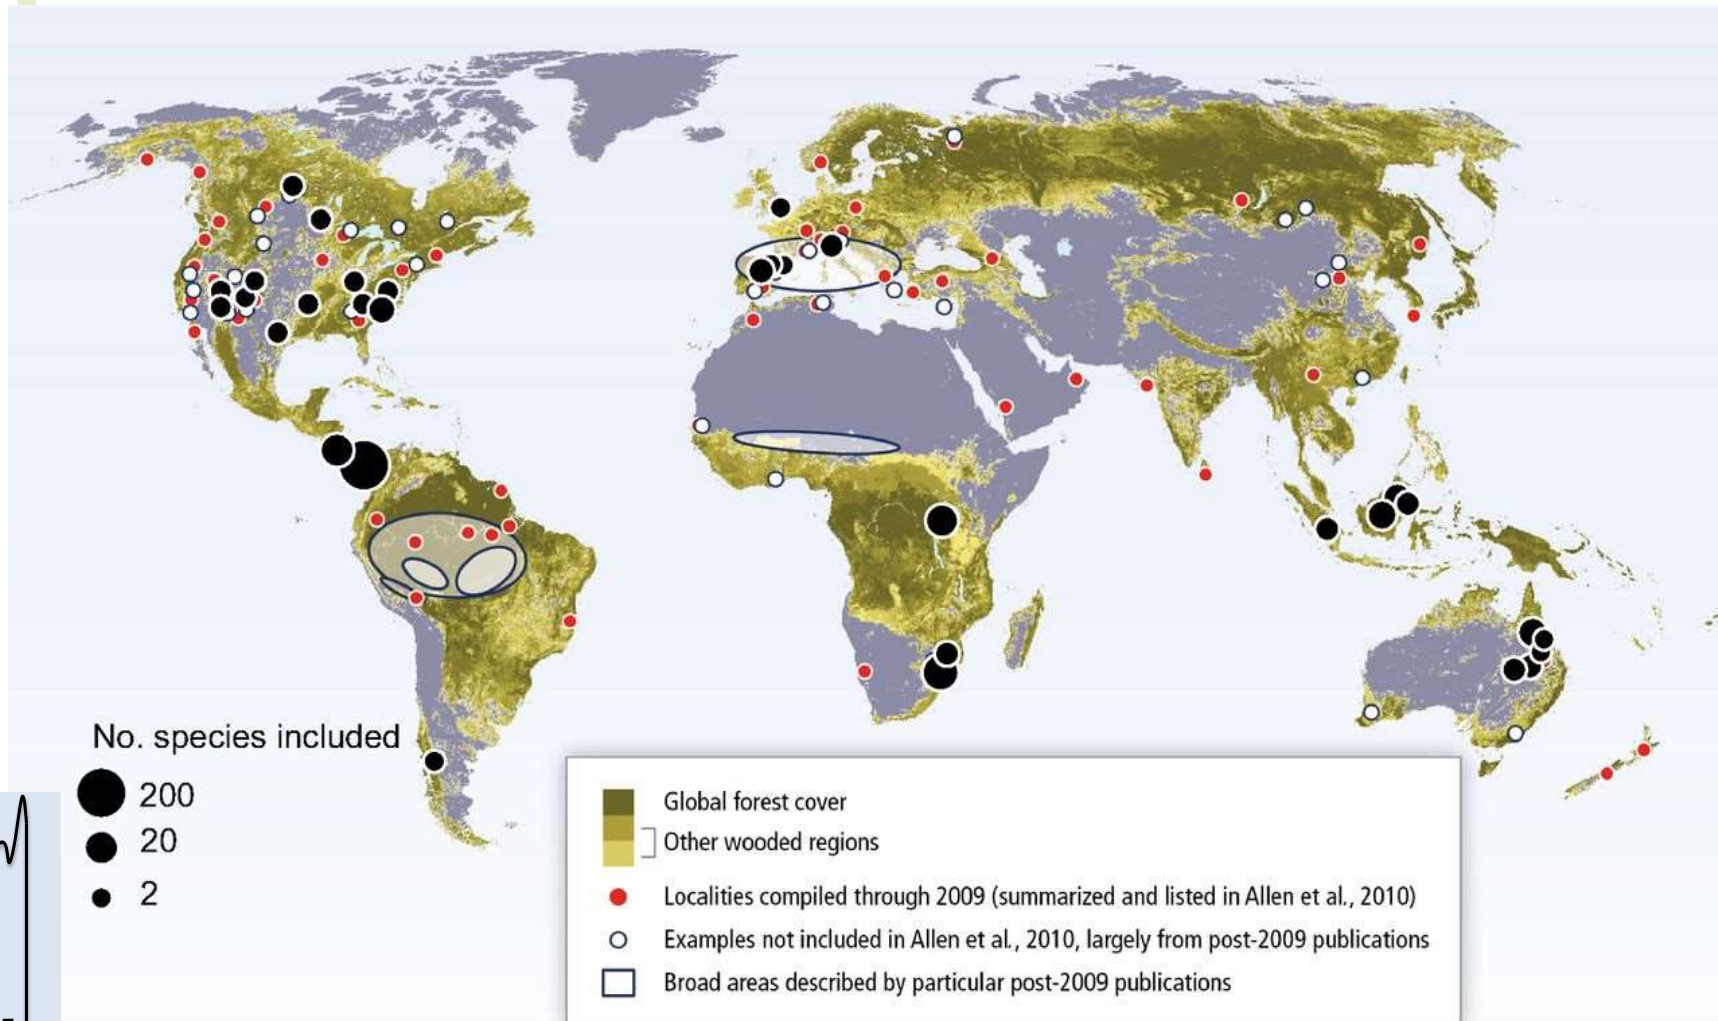 No. species included
200
20
2
Global forest cover
Other wooded regions
Localities compiled through 2009 (summarized and listed in Allen et al., 2010)
Examples not included in Allen et al., 2010, largely from post-2009 publications
Broad areas described by particular post-2009 publications